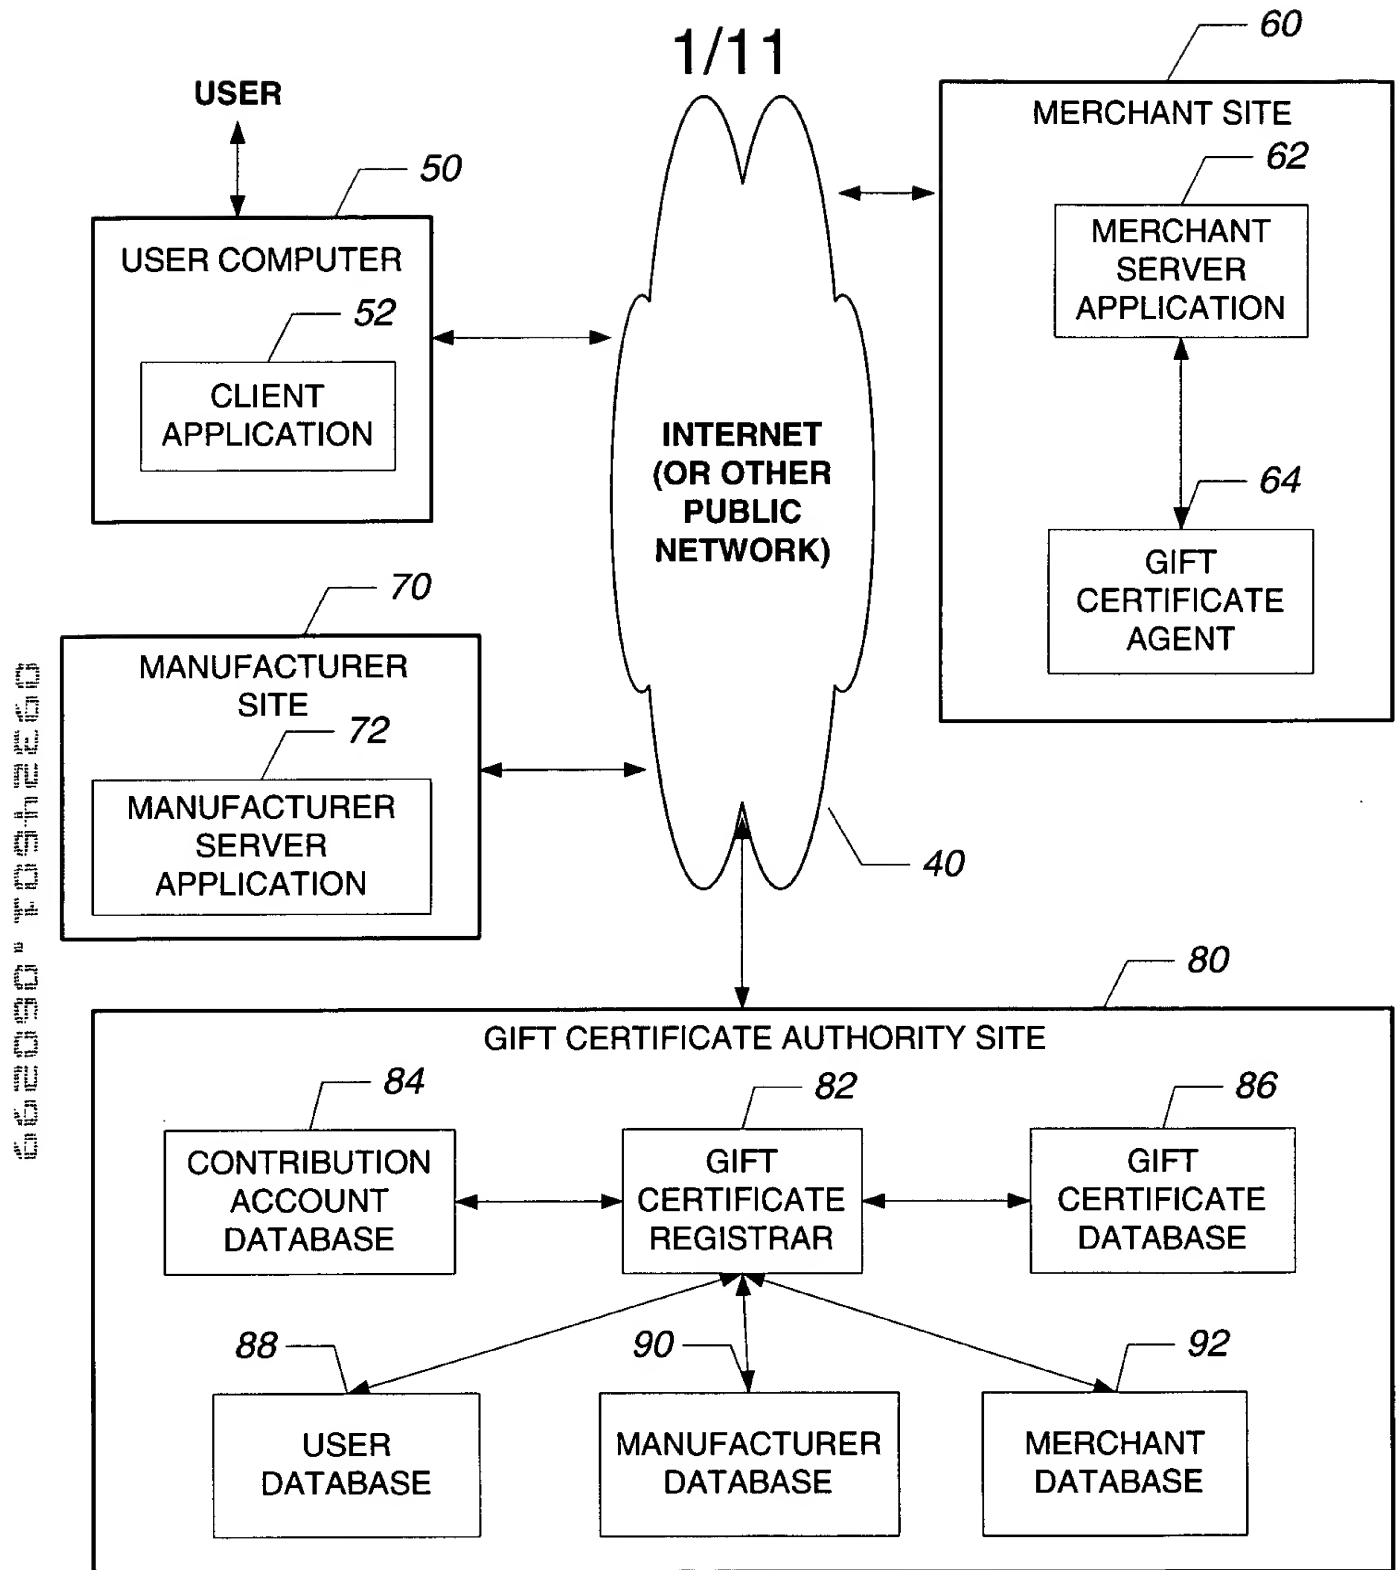 1/11
USER
50
USER COMPUTER
52
CLIENT
APPLICATION
60
MERCHANT SITE
62
MERCHANT
SERVER
APPLICATION
64
GIFT
CERTIFICATE
AGENT
INTERNET
(OR OTHER
PUBLIC
NETWORK)
40
70
MANUFACTURER
SITE
72
MANUFACTURER
SERVER
APPLICATION
80
GIFT CERTIFICATE AUTHORITY SITE
84
CONTRIBUTION
ACCOUNT
DATABASE
82
GIFT
CERTIFICATE
REGISTRAR
86
GIFT
CERTIFICATE
DATABASE
88
USER
DATABASE
90
MANUFACTURER
DATABASE
92
MERCHANT
DATABASE